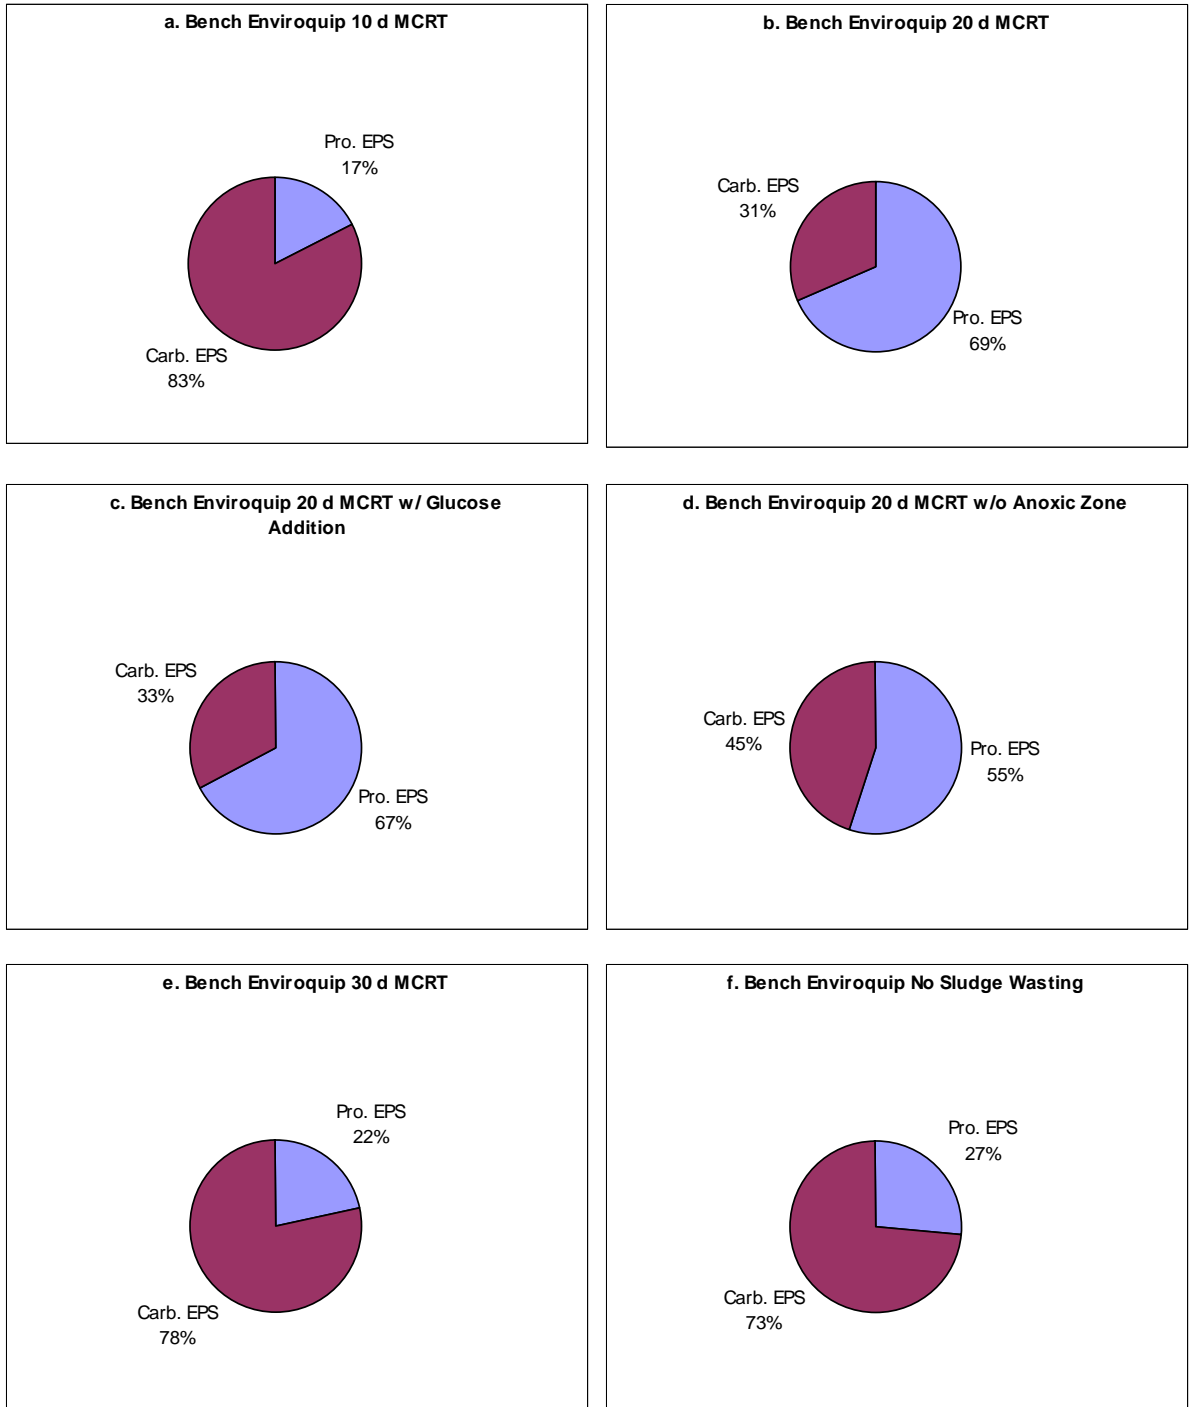 a. Bench Enviroquip 10 d MCRT
Pro. EPS
17%
Carb. EPS
83%
b. Bench Enviroquip 20 d MCRT
Carb. EPS
31%
Pro. EPS
69%
c. Bench Enviroquip 20 d MCRT w/ Glucose
Addition
Carb. EPS
33%
Pro. EPS
67%
d. Bench Enviroquip 20 d MCRT w/o Anoxic Zone
Carb. EPS
45%
Pro. EPS
55%
e. Bench Enviroquip 30 d MCRT
Pro. EPS
22%
Carb. EPS
78%
f. Bench Enviroquip No Sludge Wasting
Pro. EPS
27%
Carb. EPS
73%